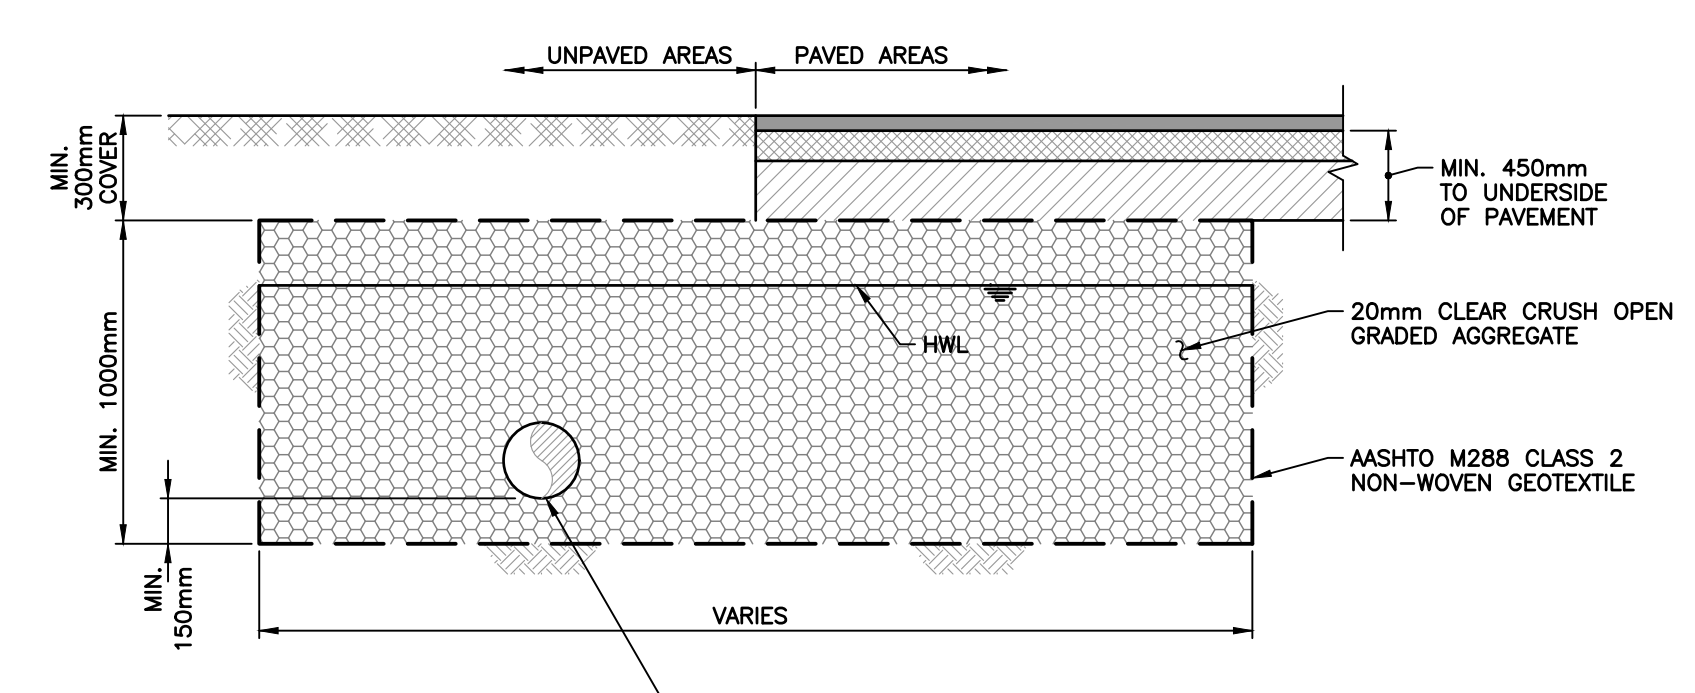 UNPAVED AREAS
PAVED AREAS
MIN.
300mm
COVER
MIN. 450mm
TO UNDERSIDE
OF PAVEMENT
20mm CLEAR CRUSH OPEN
GRADED AGGREGATE
HWL
MIN. 1000mm
AASHTO M288 CLASS 2
NON-WOVEN GEOTEXTILE
MIN.
150mm
VARIES